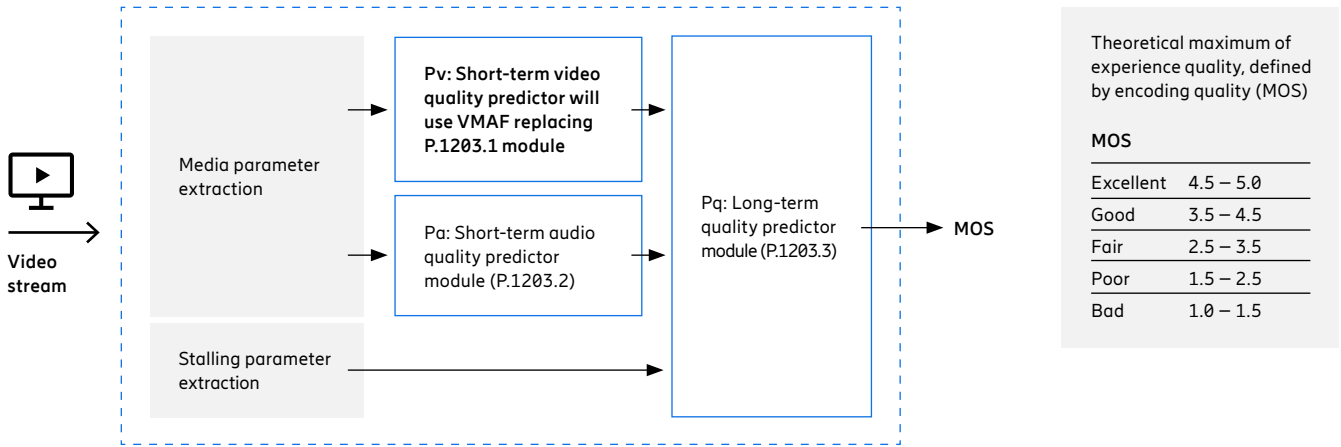 Video
stream
Media parameter
extraction
Stalling parameter
extraction
Pv: Short-term video
quality predictor will
use VMAF replacing
P.1203.1 module
Pa: Short-term audio
quality predictor
module (P.1203.2)
Pq: Long-term
quality predictor
module (P.1203.3)
MOS
Theoretical maximum of
experience quality, defined
by encoding quality (MOS)
MOS
Excellent 4.5 – 5.0
Good 3.5 – 4.5
Fair 2.5 – 3.5
Poor 1.5 – 2.5
Bad 1.0 – 1.5